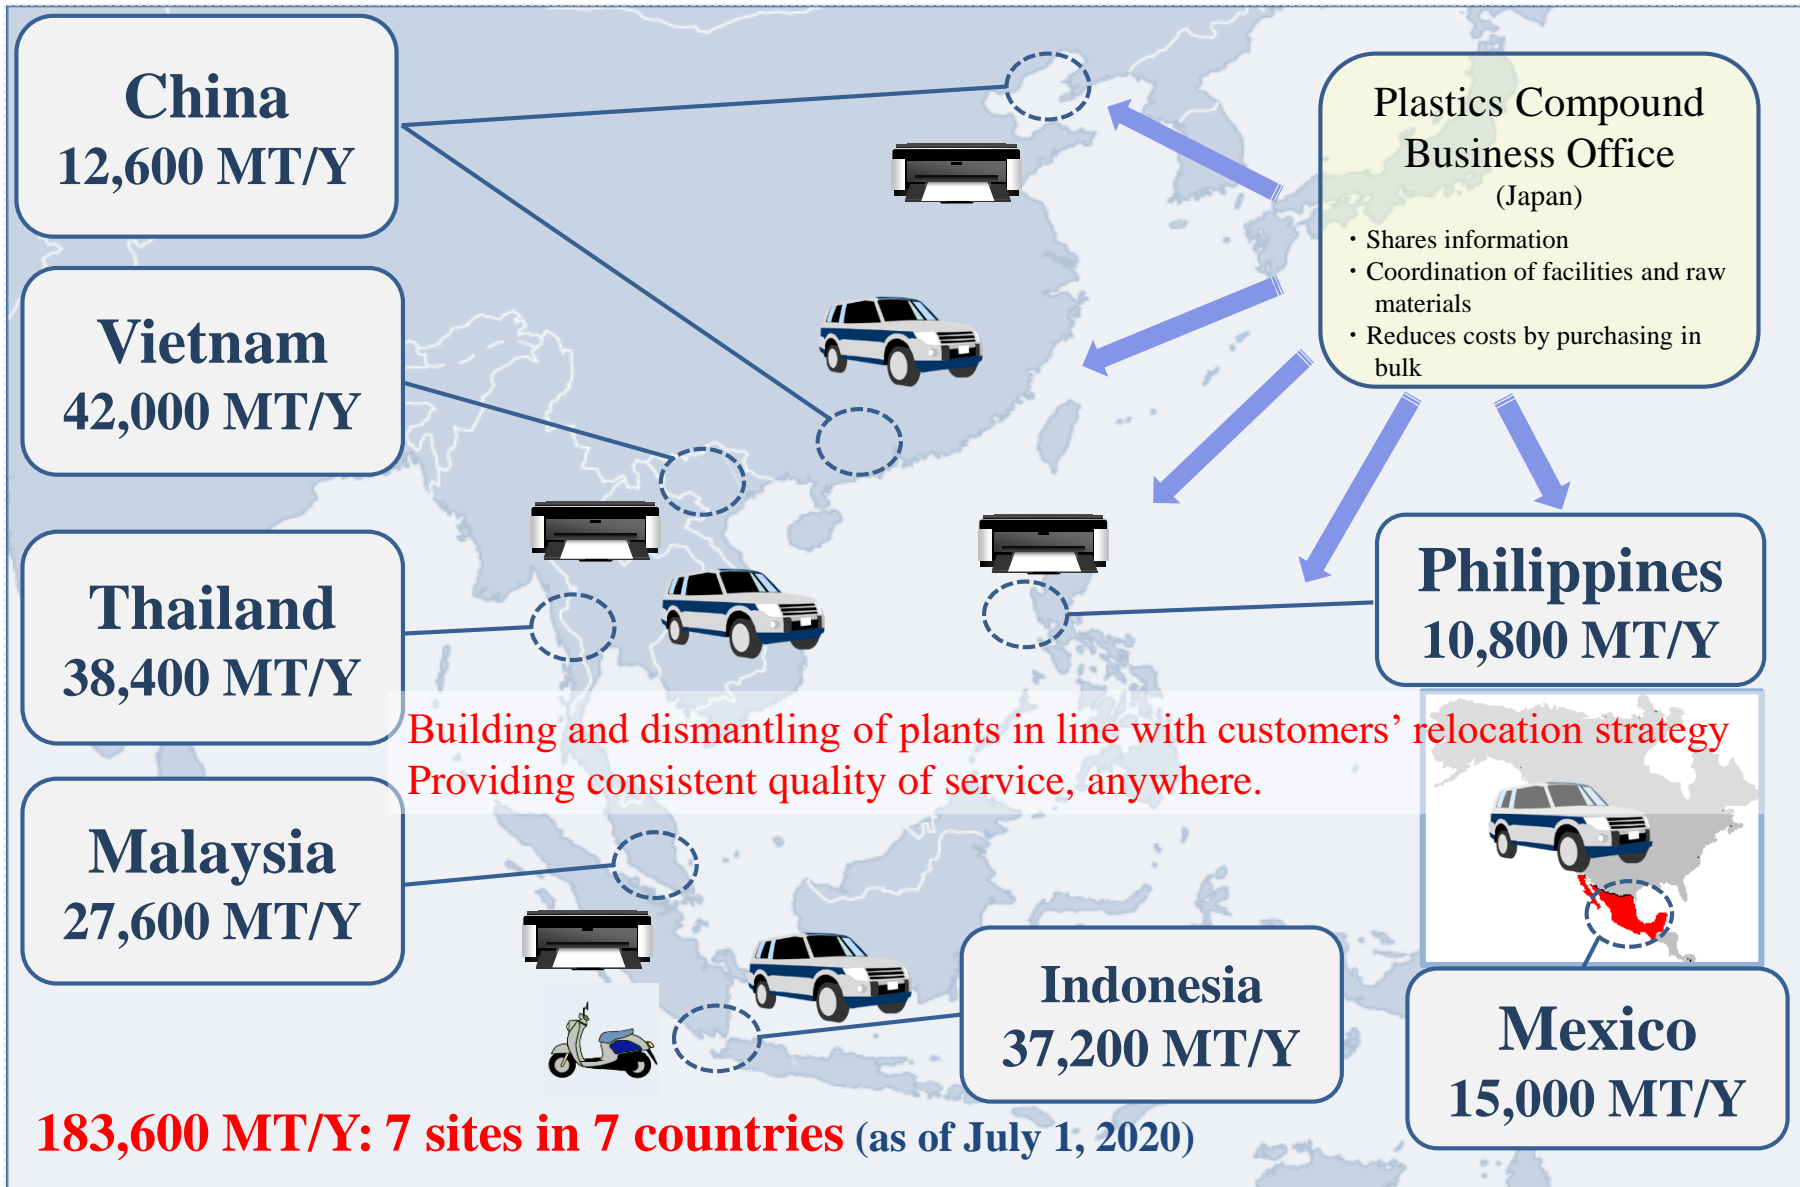 China
12,600 MT/Y
Vietnam
42,000 MT/Y
Thailand
38,400 MT/Y
Malaysia
27,600 MT/Y
Plastics Compound
Business Office
(Japan)
・Shares information
・Coordination of facilities and raw
materials
・Reduces costs by purchasing in
bulk
Philippines
10,800 MT/Y
Building and dismantling of plants in line with customers’ relocation strategy
Providing consistent quality of service, anywhere.
Indonesia
37,200 MT/Y
Mexico
15,000 MT/Y
183,600 MT/Y: 7 sites in 7 countries (as of July 1, 2020)